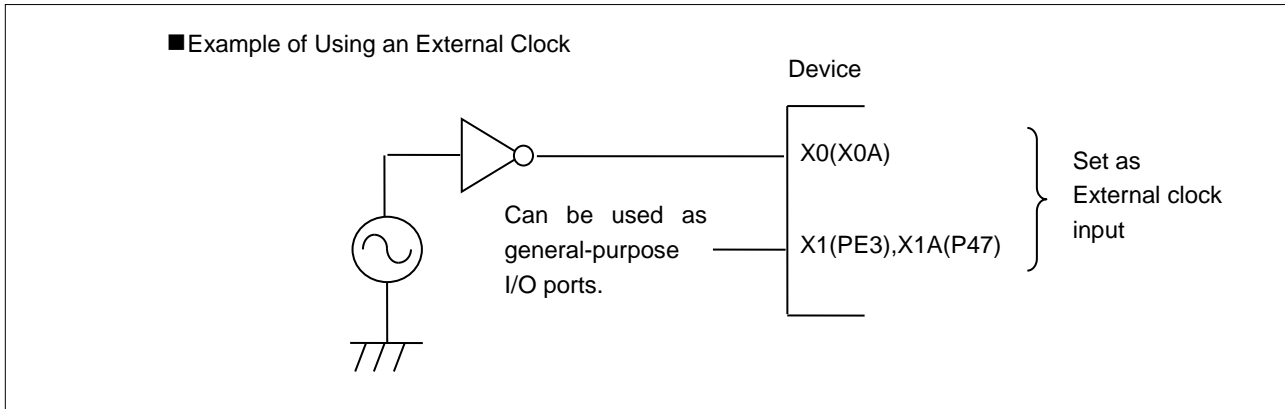 ■Example of Using an External Clock
Device
X0(X0A)
Can be used as
general-purpose
I/O ports.
X1(PE3),X1A(P47)
Set as
External clock
input